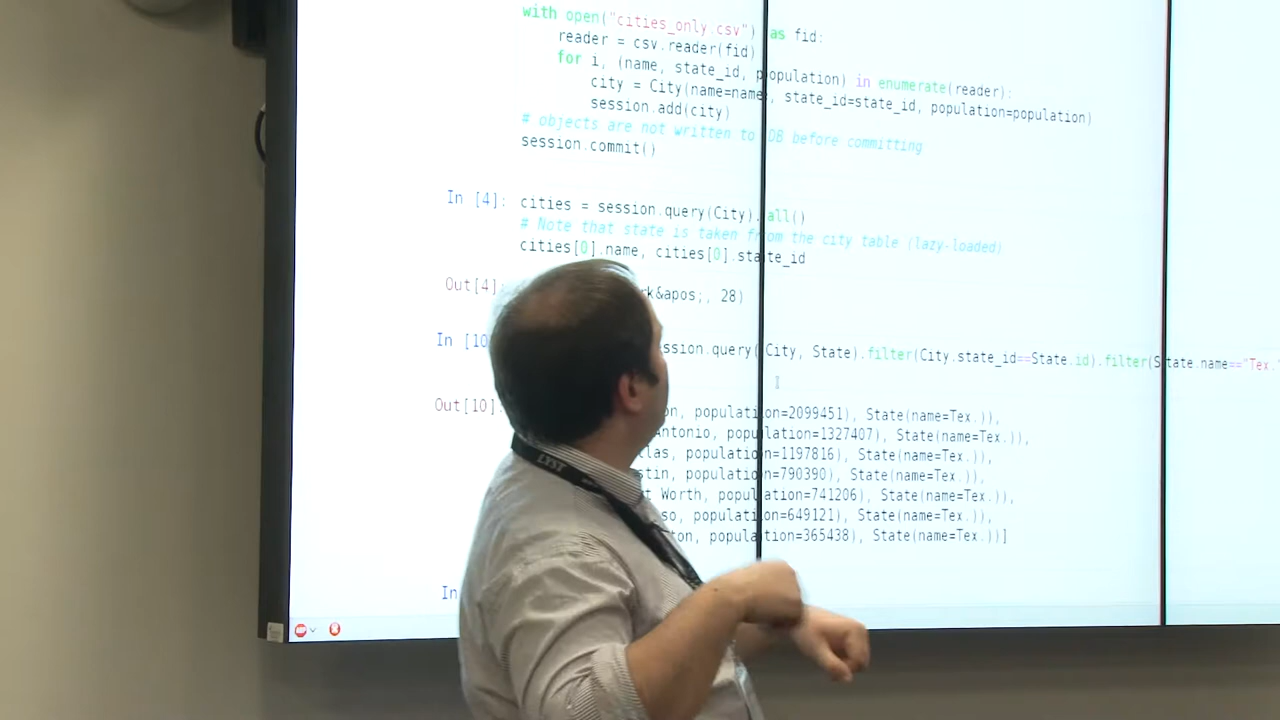 with open("cities_only.csv") as fid:
reader = csv.reader(fid)
for i, (name, state_id, population) in enumerate(reader):
city = City(name=name, state_id=state_id, population=population)
session.add(city)
# objects are not written to DB before committing
session.commit()
In [4]: cities = session.query(City).all()
# Note that state is taken from the city table (lazy-loaded)
cities[0].name, cities[0].state_id
Out[4]: rk&apos;, 28)
In [10 ssion.query(City, State).filter(City.state_id==State.id).filter(State.name=="Tex."
Out[10]: on, population=2099451), State(name=Tex.)),
Antonio, population=1327407), State(name=Tex.)),
llas, population=1197816), State(name=Tex.)),
stin, population=790390), State(name=Tex.)),
t Worth, population=741206), State(name=Tex.)),
so, population=649121), State(name=Tex.)),
ton, population=365438), State(name=Tex.))]
In
LYST
ABP